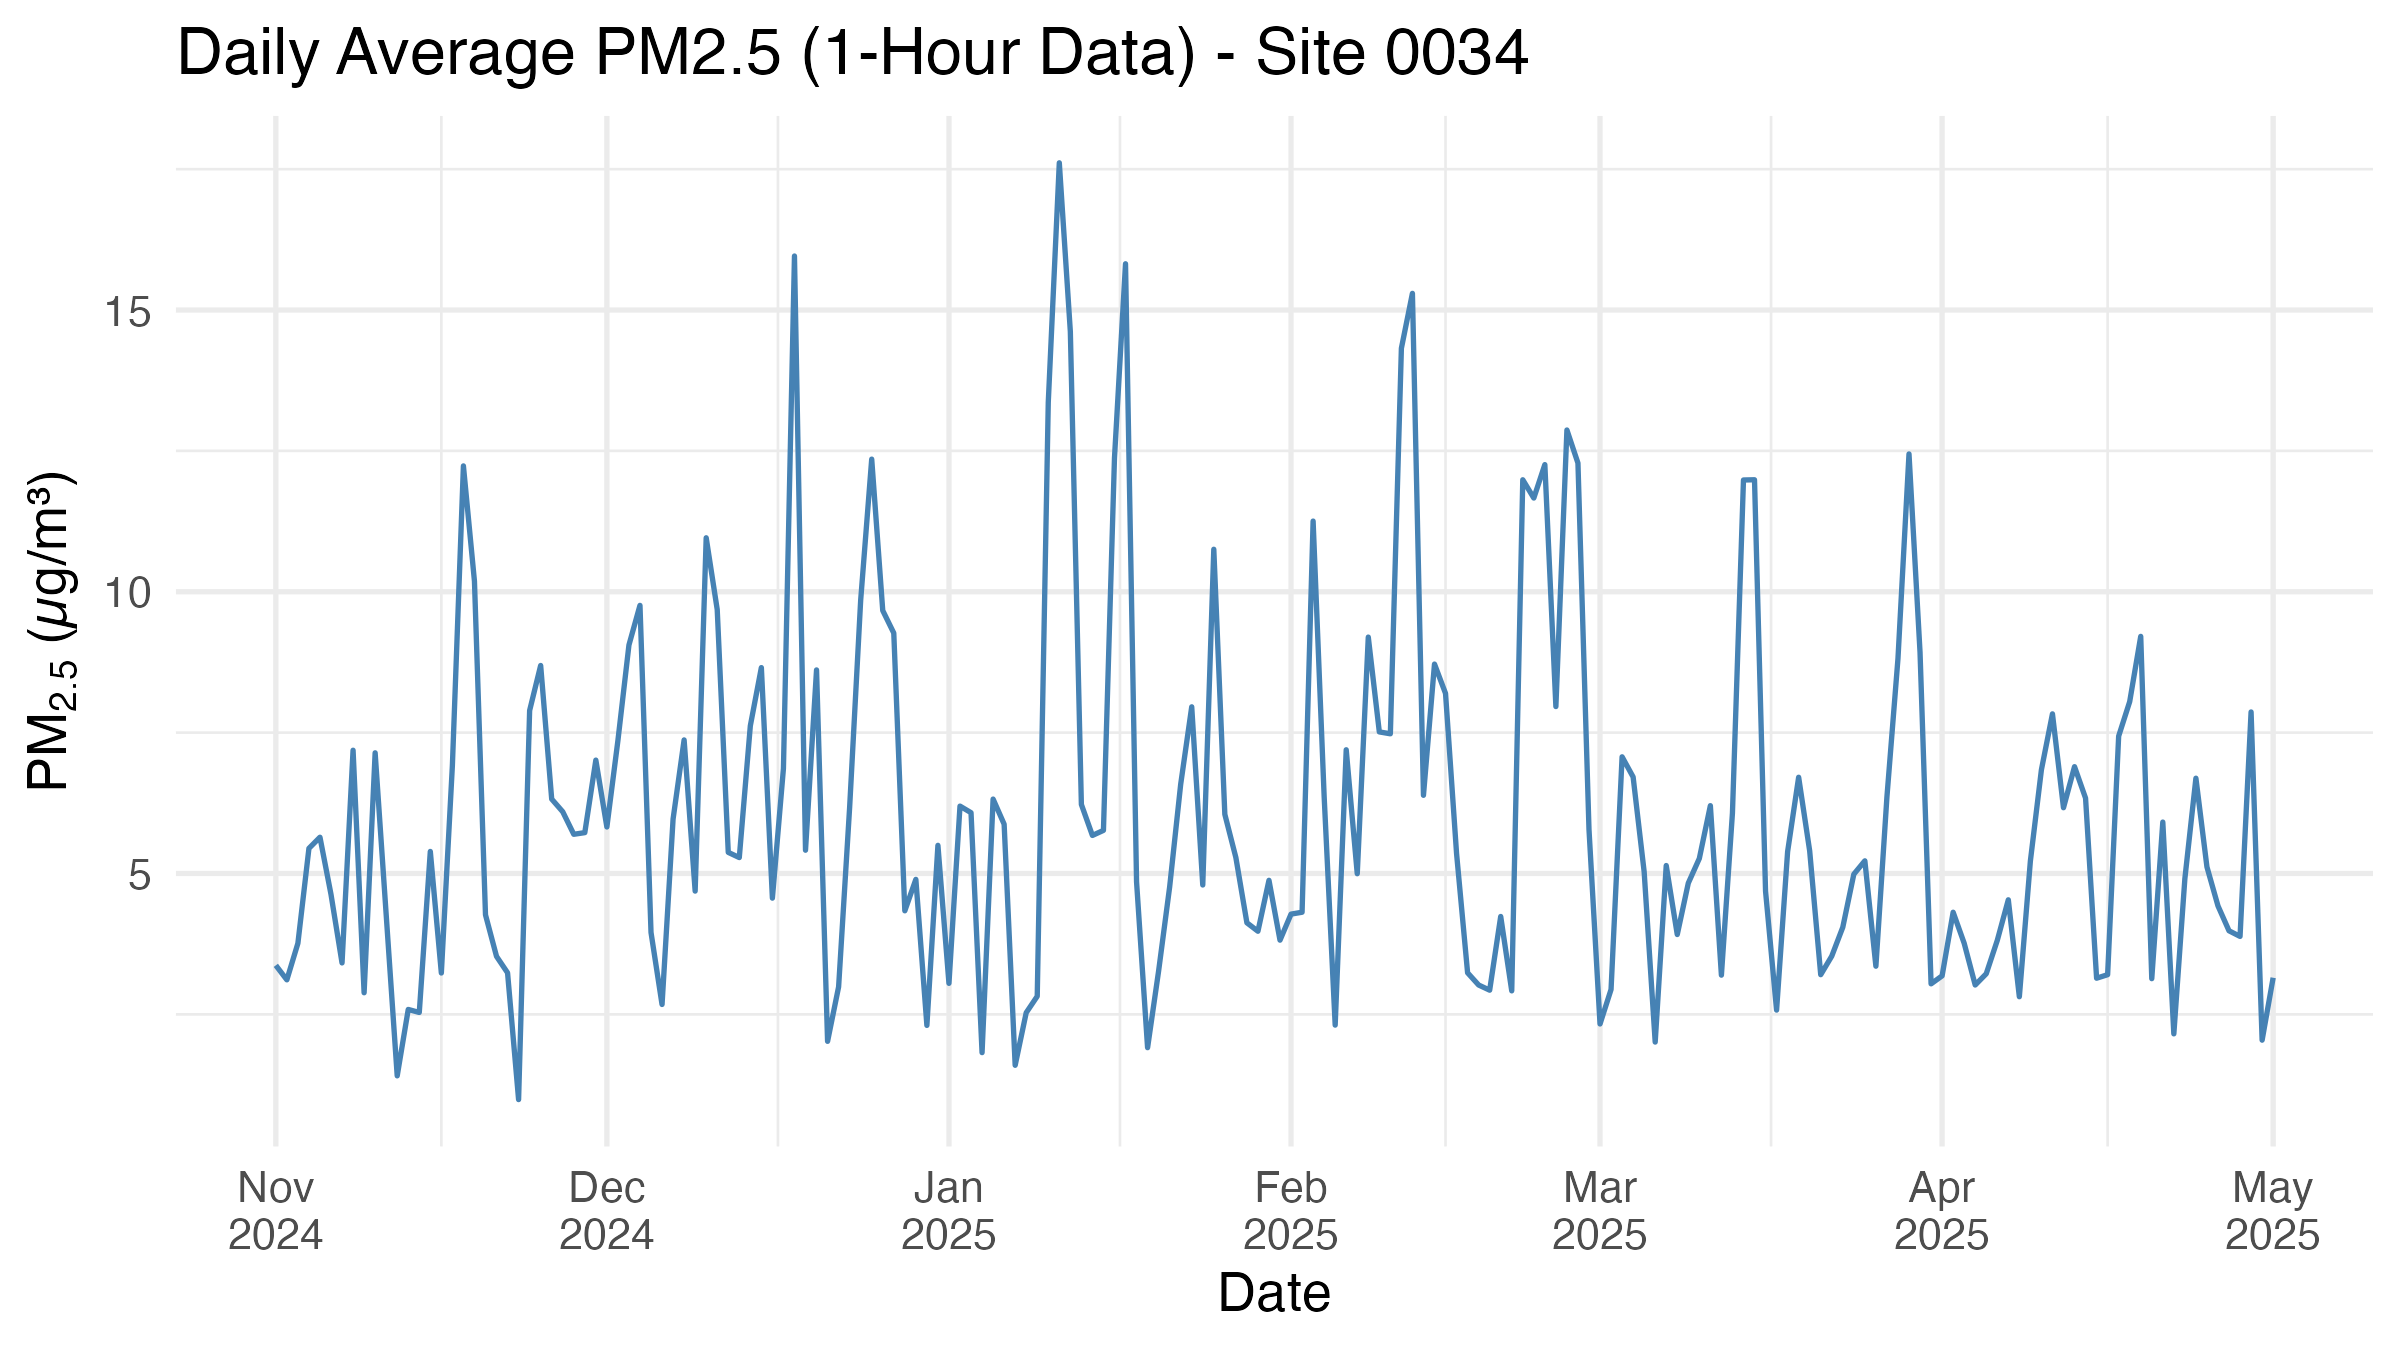 Daily Average PM2.5 (1-Hour Data) - Site 0034
PM₂.₅ (µg/m³)
15
10
5
Nov
2024
Dec
2024
Jan
2025
Feb
2025
Mar
2025
Apr
2025
May
2025
Date